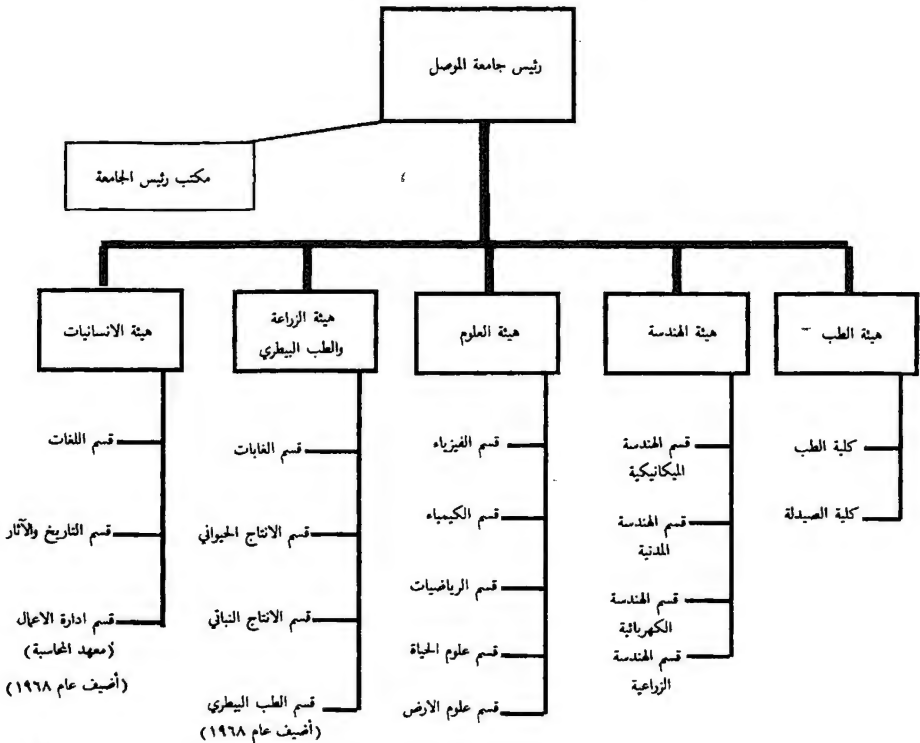 رئيس جامعة الموصل
مكتب رئيس الجامعة
هيئة الطب
كلية الطب
كلية الصيدلة
هيئة الهندسة
قسم الهندسة
الميكانيكية
قسم الهندسة
المدنية
قسم الهندسة
الكهربائية
قسم الهندسة
الزراعية
هيئة العلوم
قسم الفيزياء
قسم الكيمياء
قسم الرياضيات
قسم علوم الحياة
قسم علوم الارض
هيئة الزراعة
والطب البيطري
قسم الغابات
قسم الانتاج الحيواني
قسم الانتاج النباتي
قسم الطب البيطري
(أضيف عام ١٩٦٨)
هيئة الانسانيات
قسم اللغات
قسم التاريخ والآثار
قسم ادارة الاعمال
(معهد المحاسبة)
(أضيف عام ١٩٦٨)